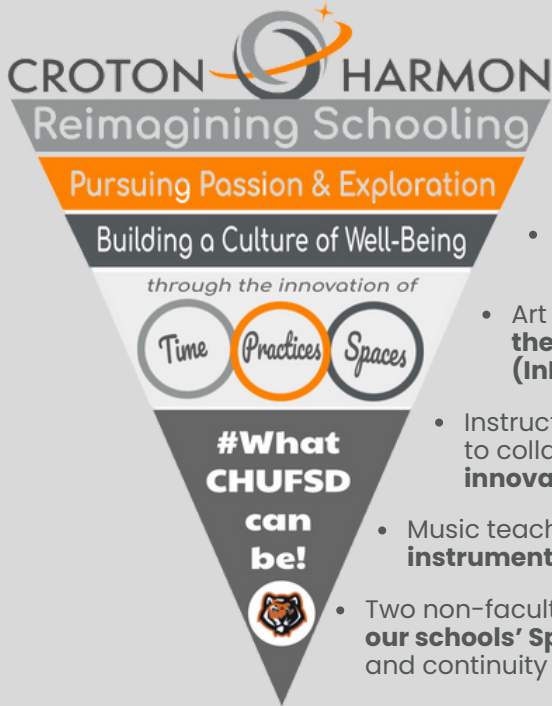 CROTON HARMON
Reimagining Schooling
Pursuing Passion & Exploration
Building a Culture of Well-Being
through the innovation of
Time Practices Spaces
#What
CHUFSD
can
be!
•
• Art
the
(In
• Instruct
to colla
innova
• Music teach
instrument
• Two non-facult
our schools’ Sp
and continuity